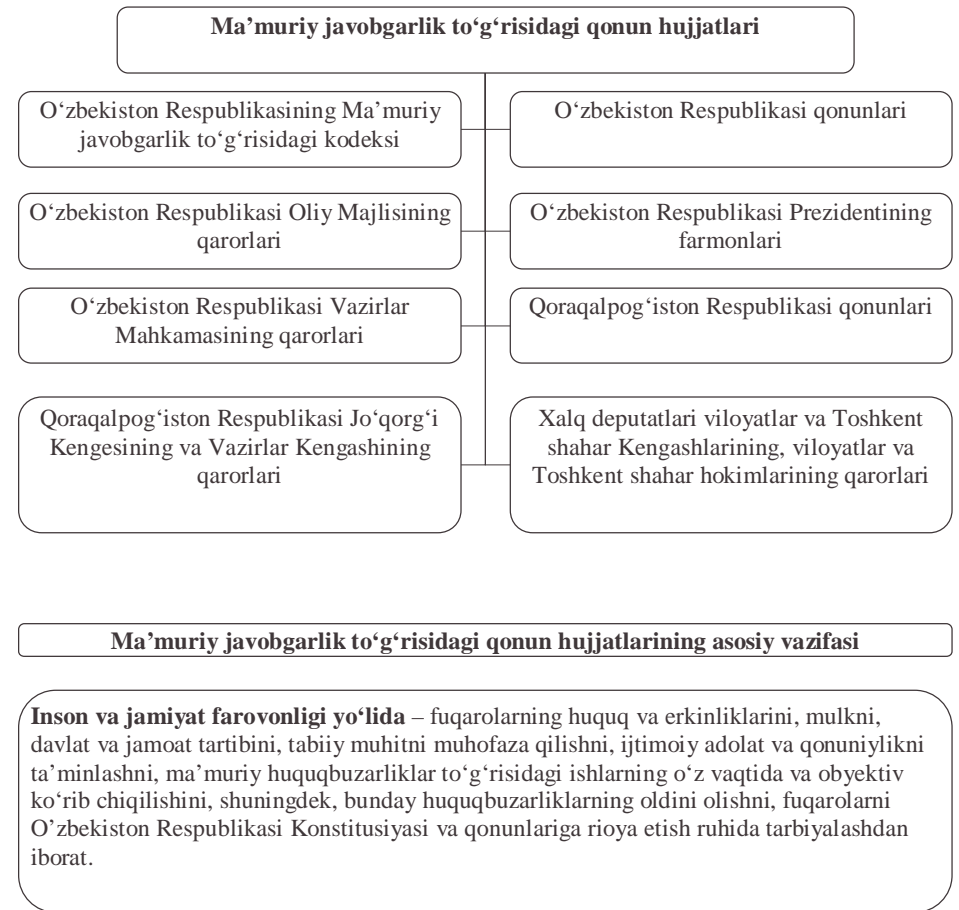 Ma’muriy javobgarlik to‘g‘risidagi qonun hujjatlari
O‘zbekiston Respublikasining Ma’muriy
javobgarlik to‘g‘risidagi kodeksi
O‘zbekiston Respublikasi qonunlari
O‘zbekiston Respublikasi Oliy Majlisining
qarorlari
O‘zbekiston Respublikasi Prezidentining
farmonlari
O‘zbekiston Respublikasi Vazirlar
Mahkamasining qarorlari
Qoraqalpog‘iston Respublikasi qonunlari
Qoraqalpog‘iston Respublikasi Jo‘qorg‘i
Kengesining va Vazirlar Kengashining
qarorlari
Xalq deputatlari viloyatlar va Toshkent
shahar Kengashlarining, viloyatlar va
Toshkent shahar hokimlarining qarorlari
Ma’muriy javobgarlik to‘g‘risidagi qonun hujjatlarining asosiy vazifasi
Inson va jamiyat farovonligi yo‘lida – fuqarolarning huquq va erkinliklarini, mulkni,
davlat va jamoat tartibini, tabiiy muhitni muhofaza qilishni, ijtimoiy adolat va qonuniylikni
ta’minlashni, ma’muriy huquqbuzarliklar to‘g‘risidagi ishlarning o‘z vaqtida va obyektiv
ko‘rib chiqilishini, shuningdek, bunday huquqbuzarliklarning oldini olishni, fuqarolarni
O’zbekiston Respublikasi Konstitusiyasi va qonunlariga rioya etish ruhida tarbiyalashdan
iborat.